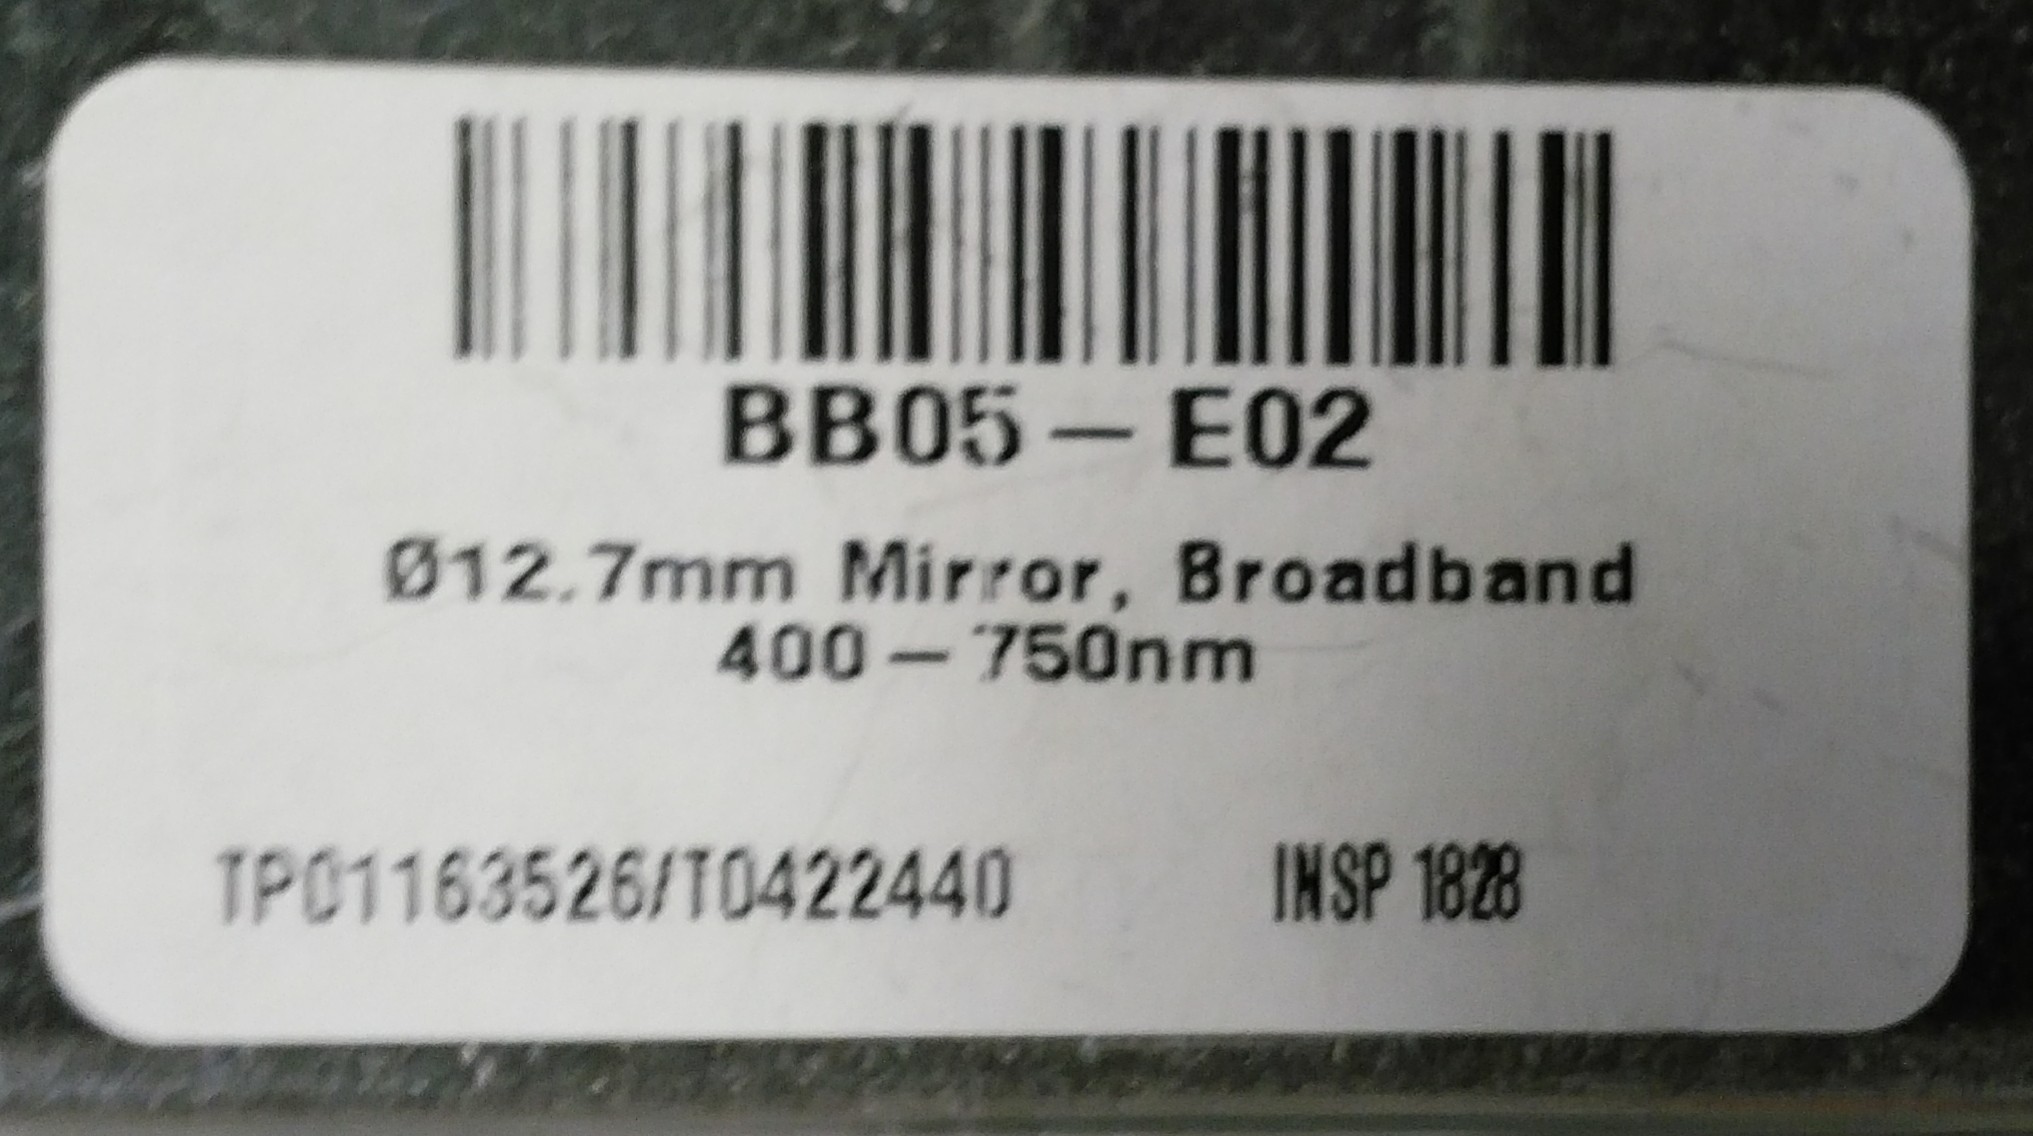 BB05-E02
Ø12.7mm Mirror, Broadband
400-750nm
TP01163526/T0422440 INSP 1828